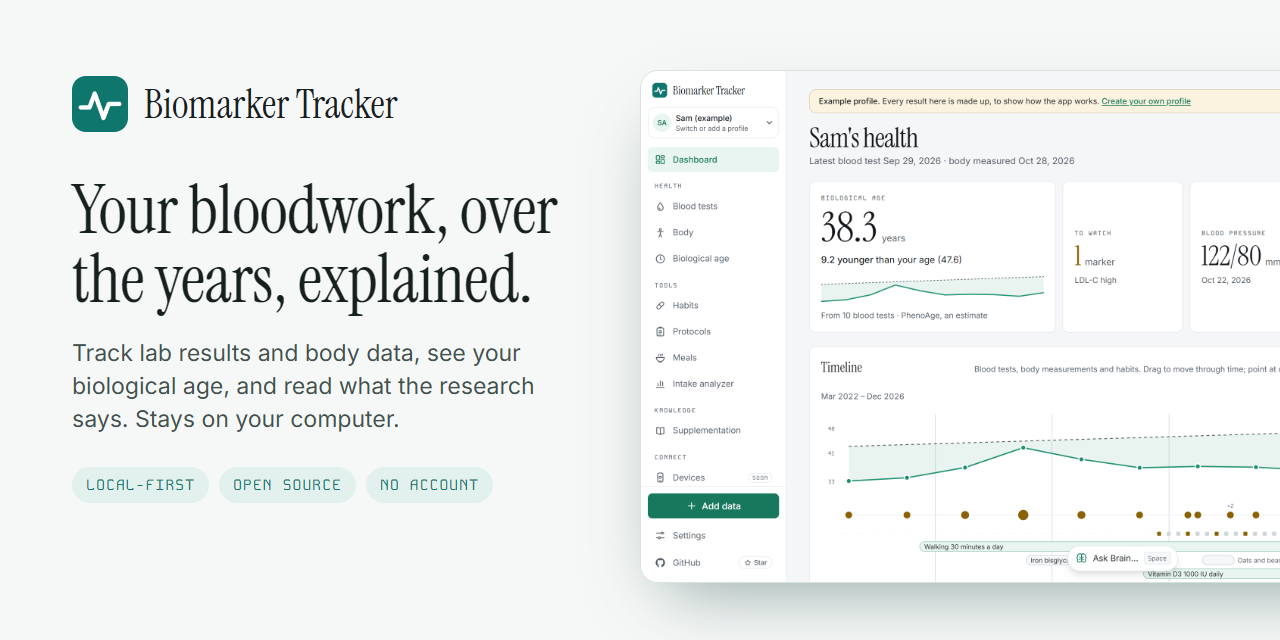 Biomarker Tracker
Your bloodwork, over
the years, explained.
Track lab results and body data, see your
biological age, and read what the research
says. Stays on your computer.
LOCAL-FIRST
OPEN SOURCE
NO ACCOUNT
Biomarker Tracker
SA
Sam (example)
Switch or add a profile
Dashboard
HEALTH
Blood tests
Body
Biological age
TOOLS
Habits
Protocols
Meals
Intake analyzer
KNOWLEDGE
Supplementation
CONNECT
Devices
SOON
+ Add data
Settings
GitHub
Star
Example profile. Every result here is made up, to show how the app works. Create your own profile
Sam's health
Latest blood test Sep 29, 2026 · body measured Oct 28, 2026
BIOLOGICAL AGE
38.3 years
9.2 younger than your age (47.6)
From 10 blood tests · PhenoAge, an estimate
TO WATCH
1 marker
LDL-C high
BLOOD PRESSURE
122/80 mm
Oct 22, 2026
Timeline
Blood tests, body measurements and habits. Drag to move through time; point at
Mar 2022 – Dec 2026
48
41
33
+2
Walking 30 minutes a day
Iron bisglyc
Oats and bea
Vitamin D3 1000 IU daily
Ask Brain...
Space